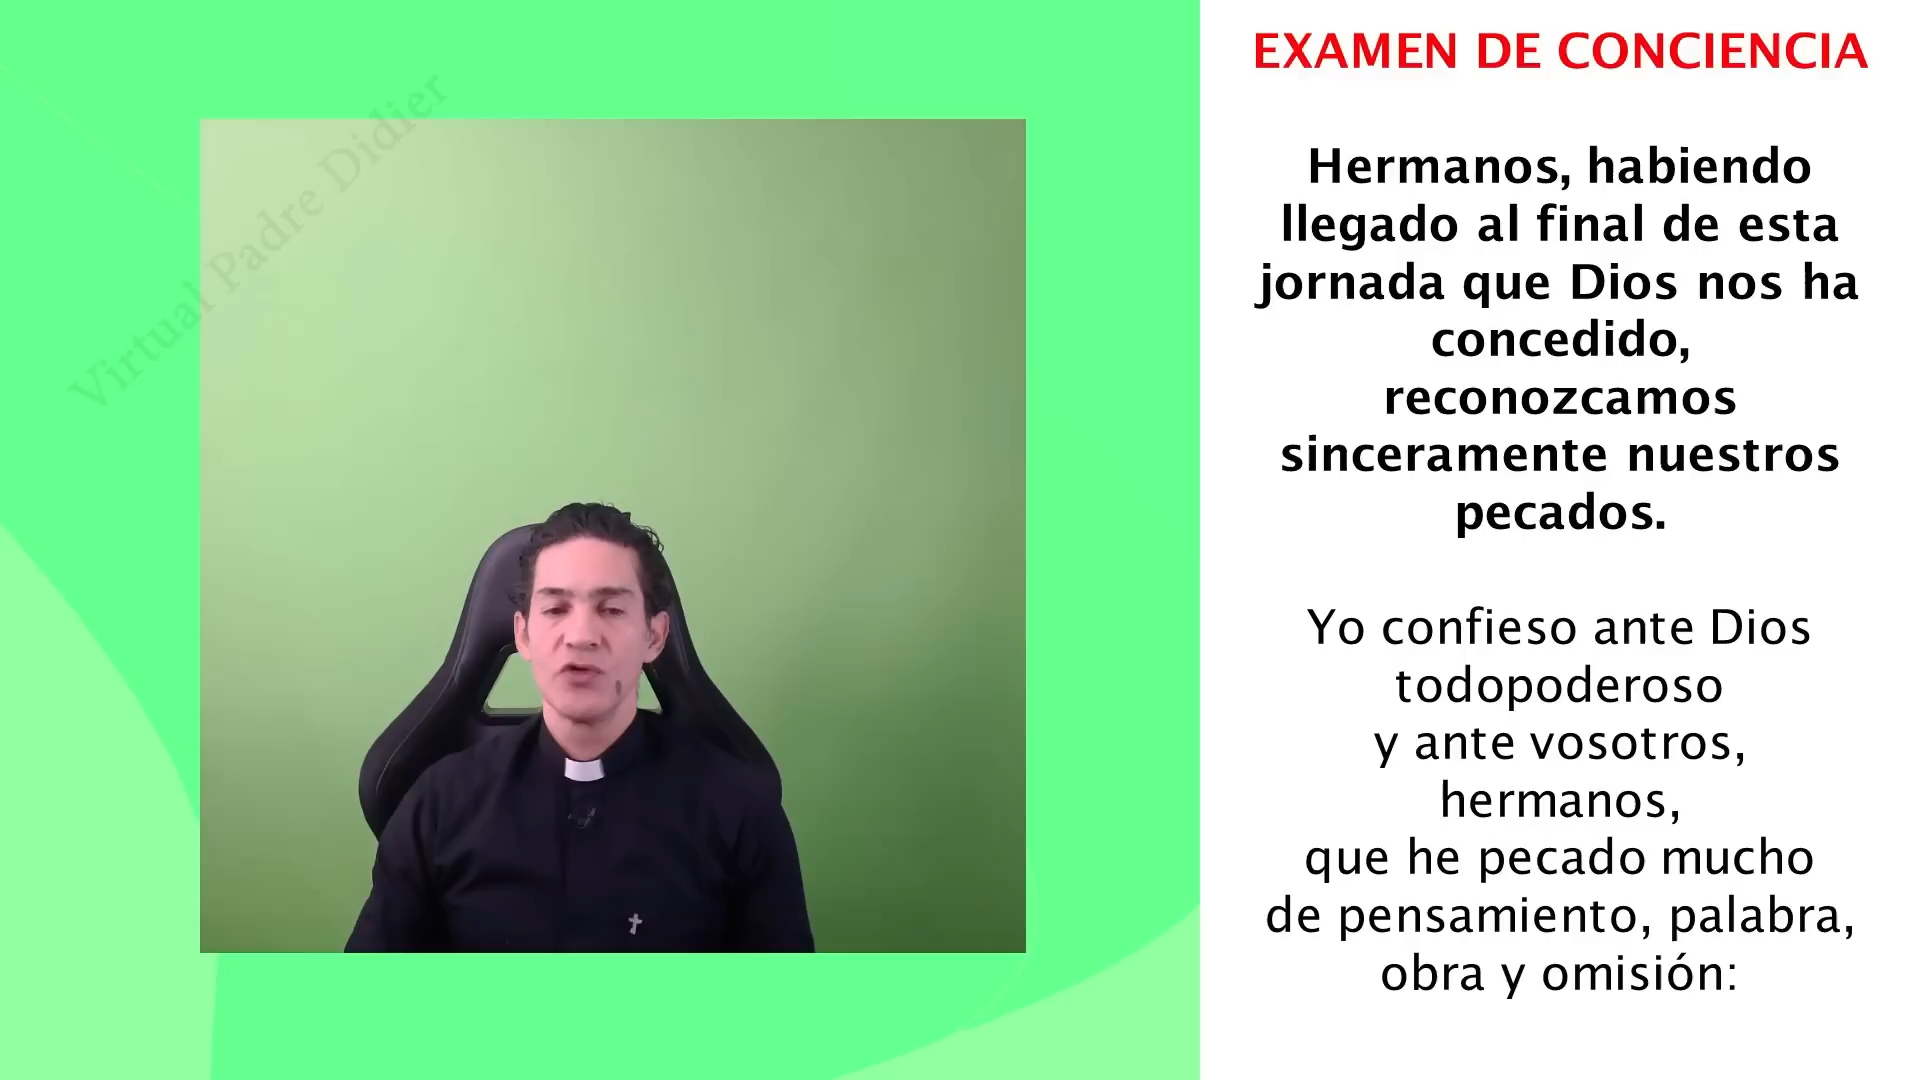 Virtual Padre Didier
EXAMEN DE CONCIENCIA
Hermanos, habiendo
llegado al final de esta
jornada que Dios nos ha
concedido,
reconozcamos
sinceramente nuestros
pecados.
Yo confieso ante Dios
todopoderoso
y ante vosotros,
hermanos,
que he pecado mucho
de pensamiento, palabra,
obra y omisión: